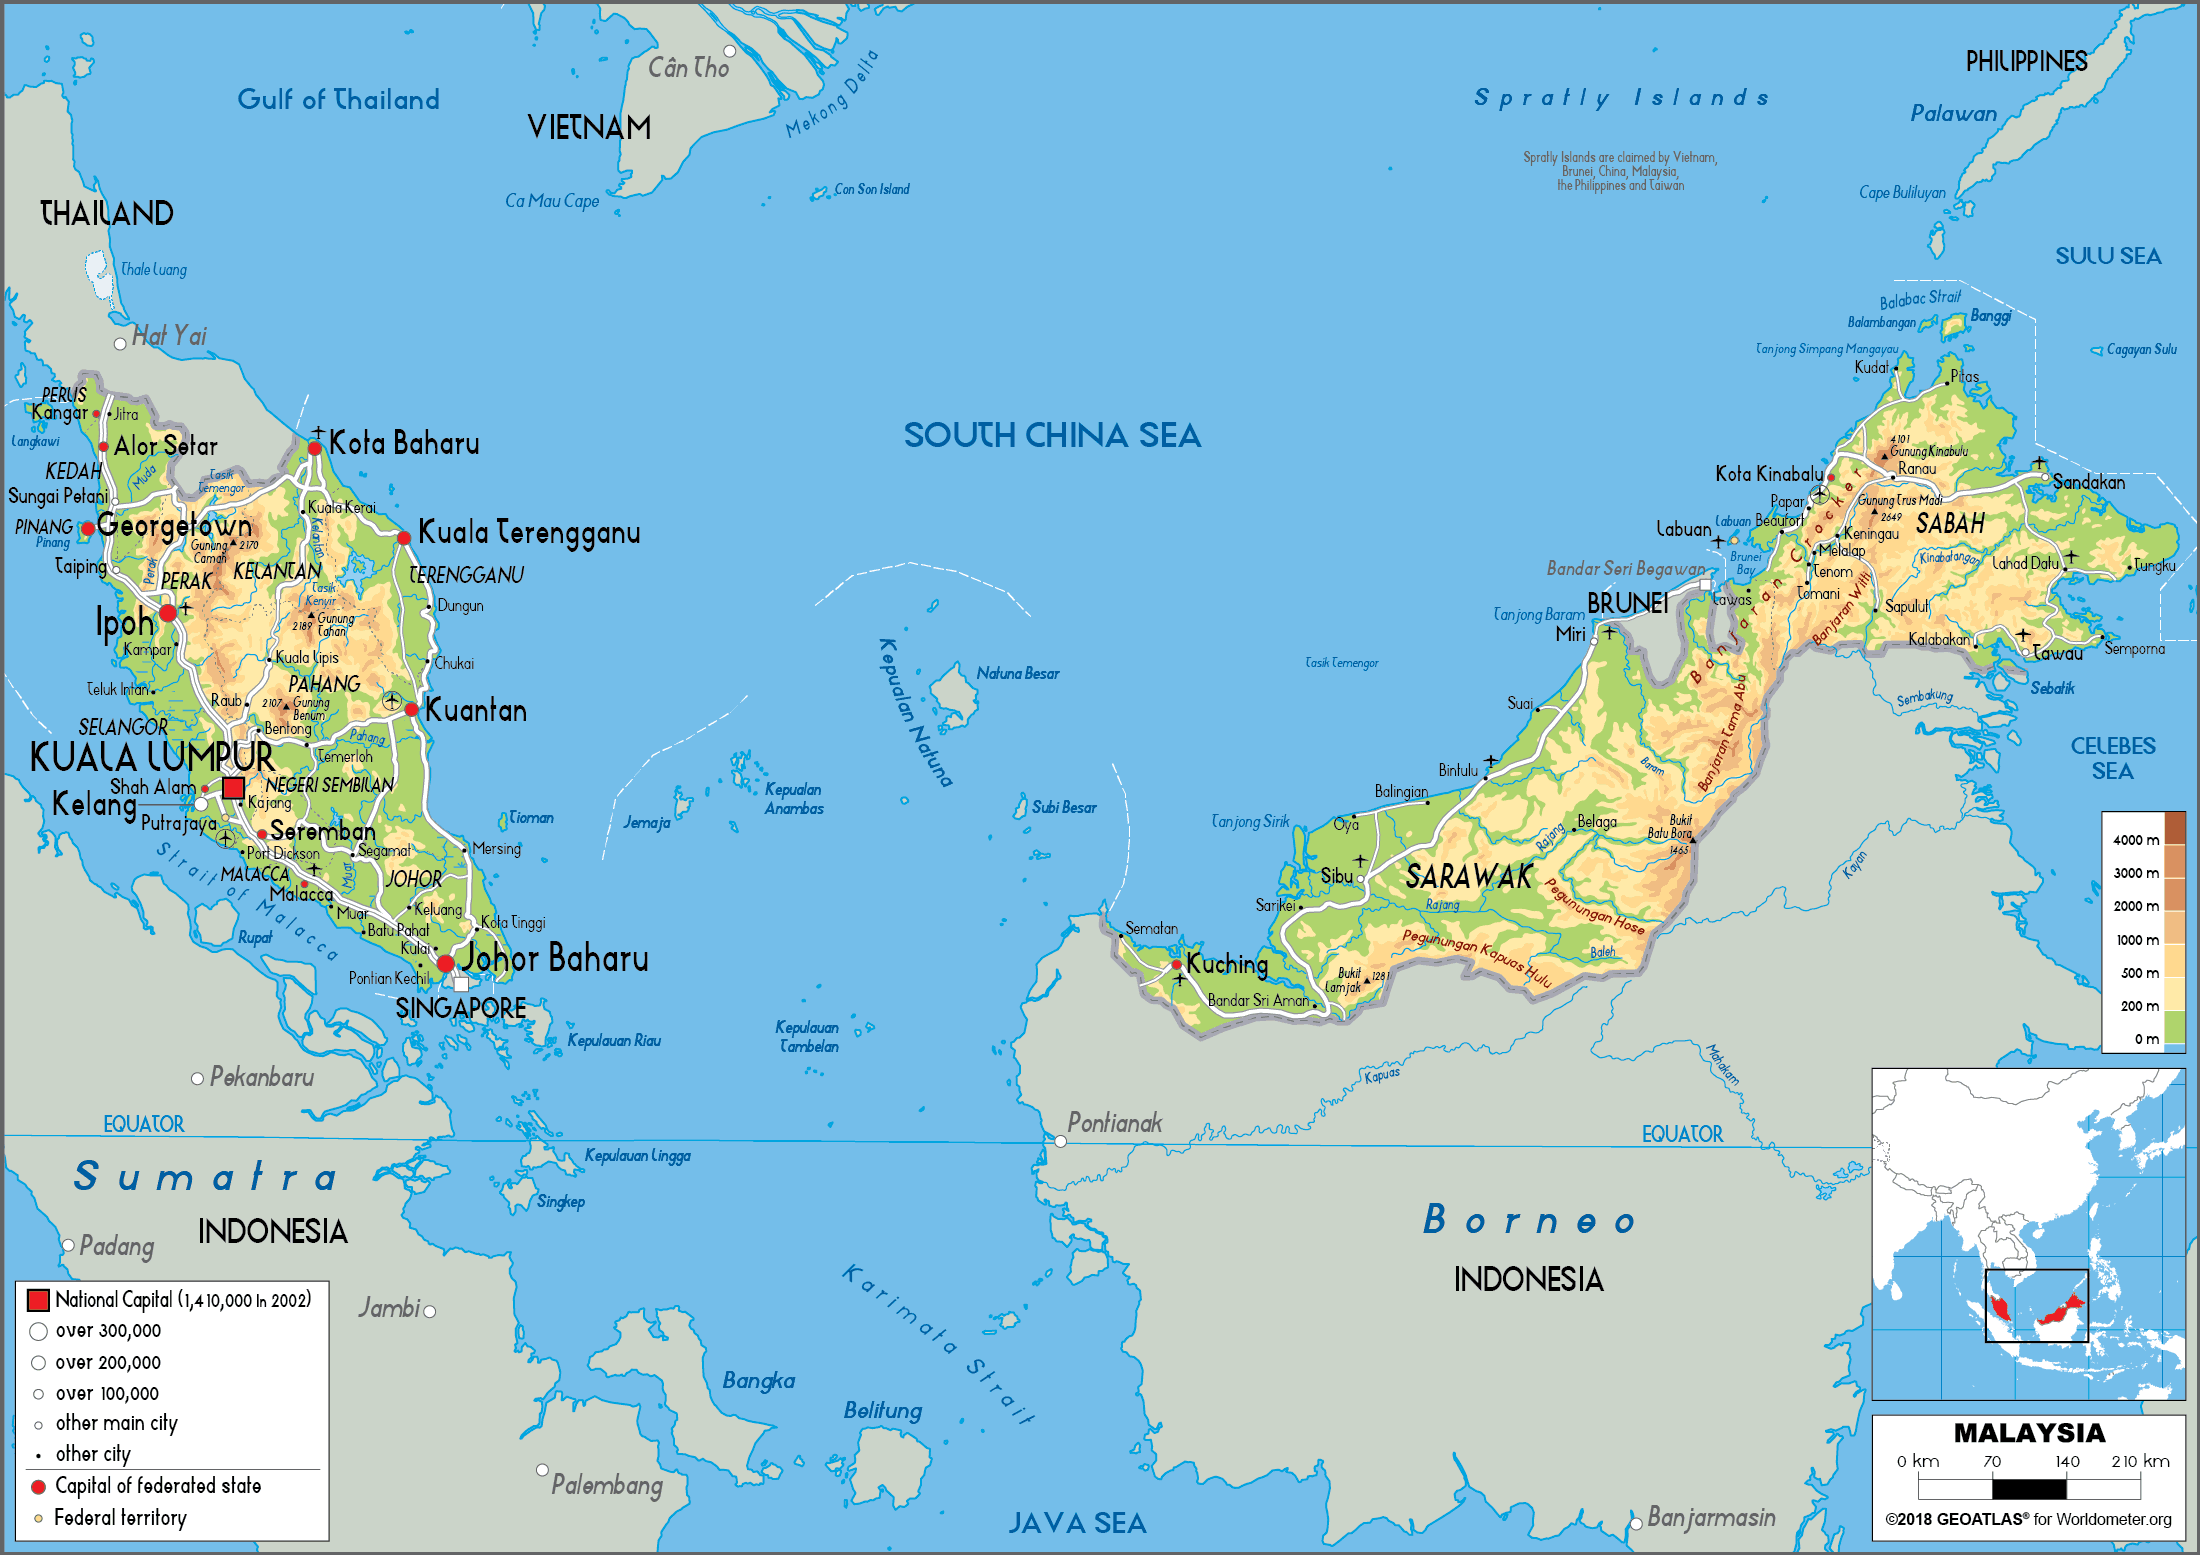 Gulf of Thailand
VIETNAM
Cân Tho
Mekong Delta
Ca Mau Cape
Con Son Island
Spratly Islands
Spratly Islands are claimed by Vietnam,
Brunei, China, Malaysia,
the Philippines and Taiwan
PHILIPPINES
Palawan
Cape Buliluyan
SULU SEA
Balabac Strait
Balambangan
Banggi
Cagayan Sulu
Tanjong Simpang Mangayau
Kudat
Pitas
THAILAND
Thale Luang
Hat Yai
PERUS
Kangar
Jitra
Langkawi
Alor Setar
KEDAH
Muda
Tasik
Temengor
Sungai Petani
PINANG
Pinang
Georgetown
Taiping
Perak
PERAK
Gunung
Camah
2170
KELANTAN
Kelantan
Kota Baharu
Kuala Kerai
Kuala Terengganu
TERENGGANU
Tasik
Kenyir
2189
Gunung
Tahan
Dungun
Ipoh
Kampar
Kuala Lipis
Chukai
Teluk Intan
PAHANG
Raub
2107
Gunung
Benum
Kuantan
SELANGOR
Bentong
Pahang
Temerloh
KUALA LUMPUR
Shah Alam
NEGERI SEMBILAN
Kelang
Kajang
Putrajaya
Seremban
Port Dickson
Segamat
Mersing
Tioman
Strait of Malacca
MALACCA
Malacca
Muar
JOHOR
Muar
Keluang
Kota Tinggi
Batu Pahat
Kulai
Rupat
Johor Baharu
Pontian Kechil
SINGAPORE
Kepulauan Riau
Pekanbaru
EQUATOR
Sumatra
INDONESIA
Padang
Jambi
Palembang
Kepulauan Lingga
Singkep
Bangka
Belitung
Karimata Strait
JAVA SEA
SOUTH CHINA SEA
Kepualan Natuna
Natuna Besar
Kepualan
Anambas
Jemaja
Subi Besar
Kepulauan
Tambelan
Tasik Temengor
4101
Gunung Kinabulu
Ranau
Kota Kinabalu
Sandakan
Papar
Gunung Trus Madi
2649
SABAH
Labuan
Labuan
Beaufort
Keningau
Banjaran Crocker
Brunei
Bay
Melalap
Kinabatangan
Lahad Datu
Tungku
Tenom
Bandar Seri Begawan
BRUNEI
Lawas
Tomani
Banjaran Witti
Sapulut
Tanjong Baram
Miri
Kalabakan
Tawau
Semporna
Sebatik
Sembakung
CELEBES
SEA
Suai
Banjaran Tama Abu
Baram
Bintulu
Balingian
Tanjong Sirik
Oya
Rajang
Belaga
Bukit
Batu Bora
1465
Kayan
Sibu
SARAWAK
Sarikei
Rajang
Pegunungan Hose
Pegunungan Kapuas Hulu
Baleh
Sematan
Kuching
Bukit
Lamjak
1281
Bandar Sri Aman
Kapuas
Mahakam
Pontianak
EQUATOR
Borneo
INDONESIA
Banjarmasin
4000 m
3000 m
2000 m
1000 m
500 m
200 m
0 m
National Capital (1,410,000 In 2002)
over 300,000
over 200,000
over 100,000
other main city
other city
Capital of federated state
Federal territory
MALAYSIA
0 km 70 140 210 km
©2018 GEOATLAS® for Worldometer.org